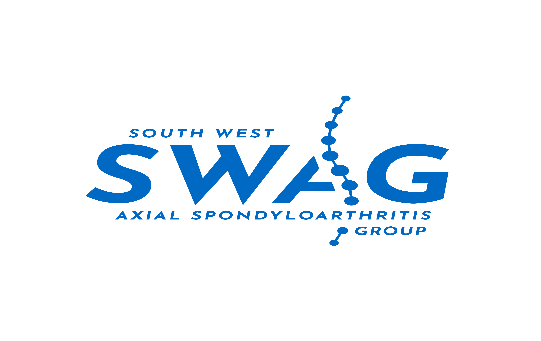 SOUTH WEST
SWAG
AXIAL SPONDYLOARTHRITIS
GROUP